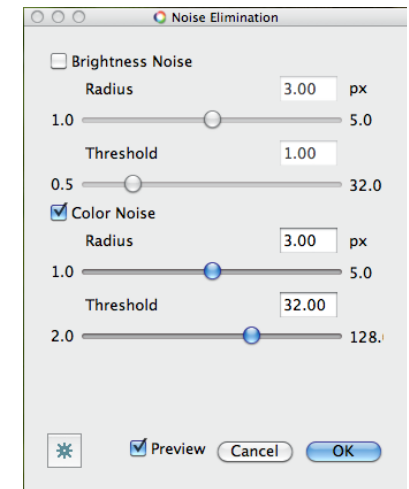 Noise Elimination
Brightness Noise
Radius 3.00 px
1.0 5.0
Threshold 1.00
0.5 32.0
Color Noise
Radius 3.00 px
1.0 5.0
Threshold 32.00
2.0 128.
Preview Cancel OK